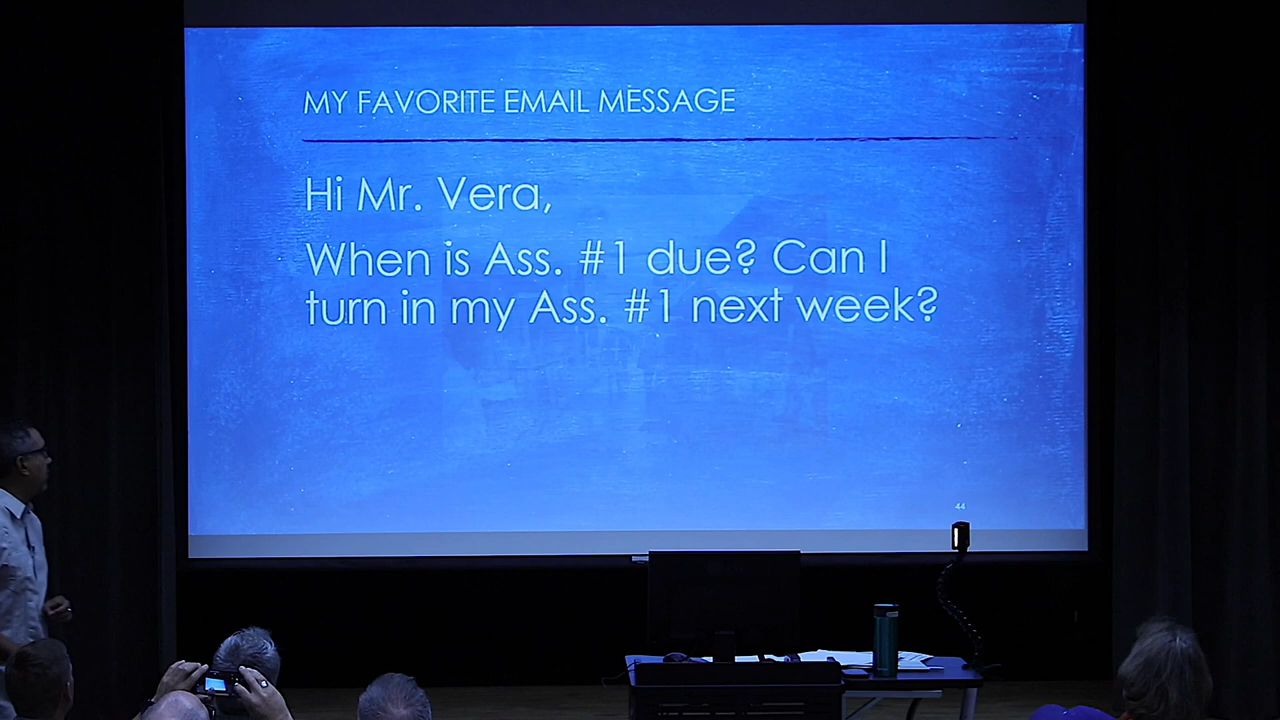 MY FAVORITE EMAIL MESSAGE
Hi Mr. Vera,
When is Ass. #1 due? Can I
turn in my Ass. #1 next week?
44